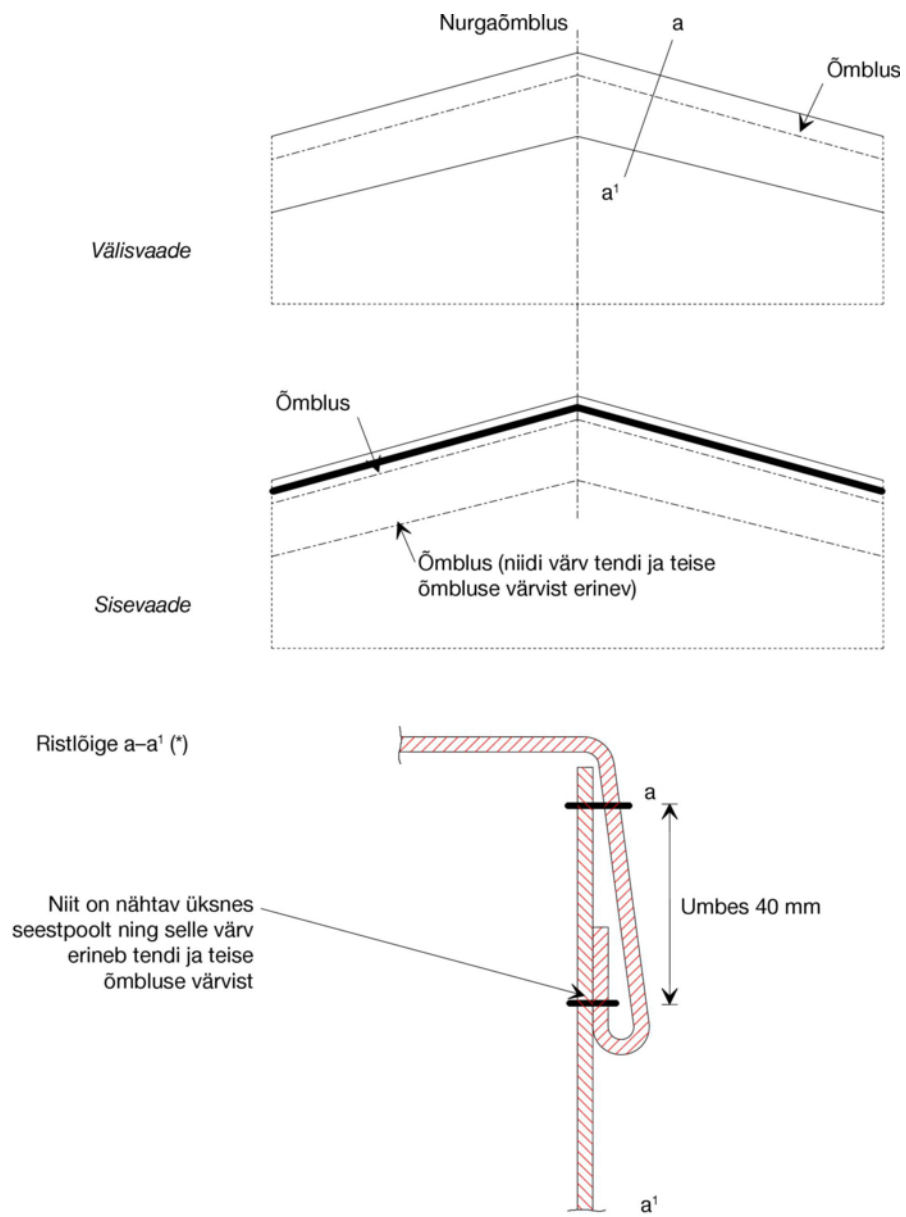 Nurgaõmblus
a
Õmblus
a¹
Välisvaade
Õmblus
Õmblus (niidi värv tendi ja teise
õmbluse värvist erinev)
Sisevaade
Ristlõige a–a¹ (*)
a
Umbes 40 mm
Niit on nähtav üksnes
seestpoolt ning selle värv
erineb tendi ja teise
õmbluse värvist
a¹